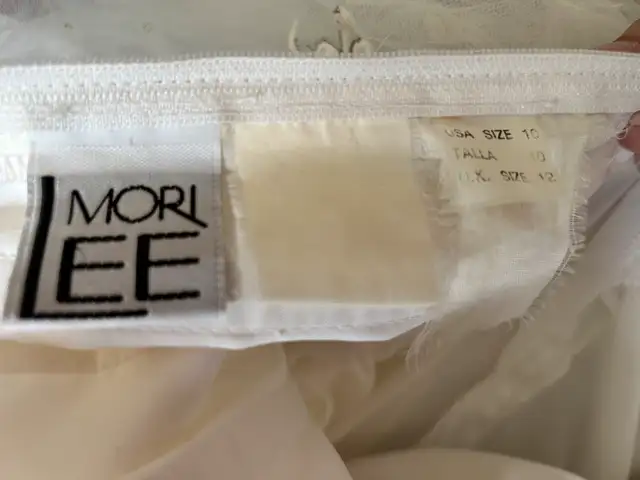 MORI
LEE
USA SIZE 10
TALLA 10
U.K. SIZE 12